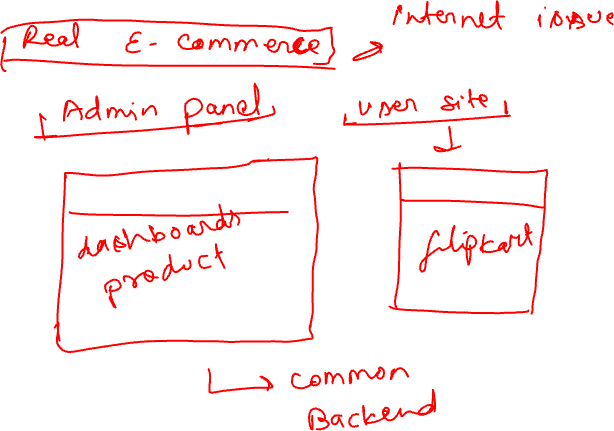 Real E-commerce
internet issue
Admin panel
user site
dashboards
product
flipkart
common
Backend